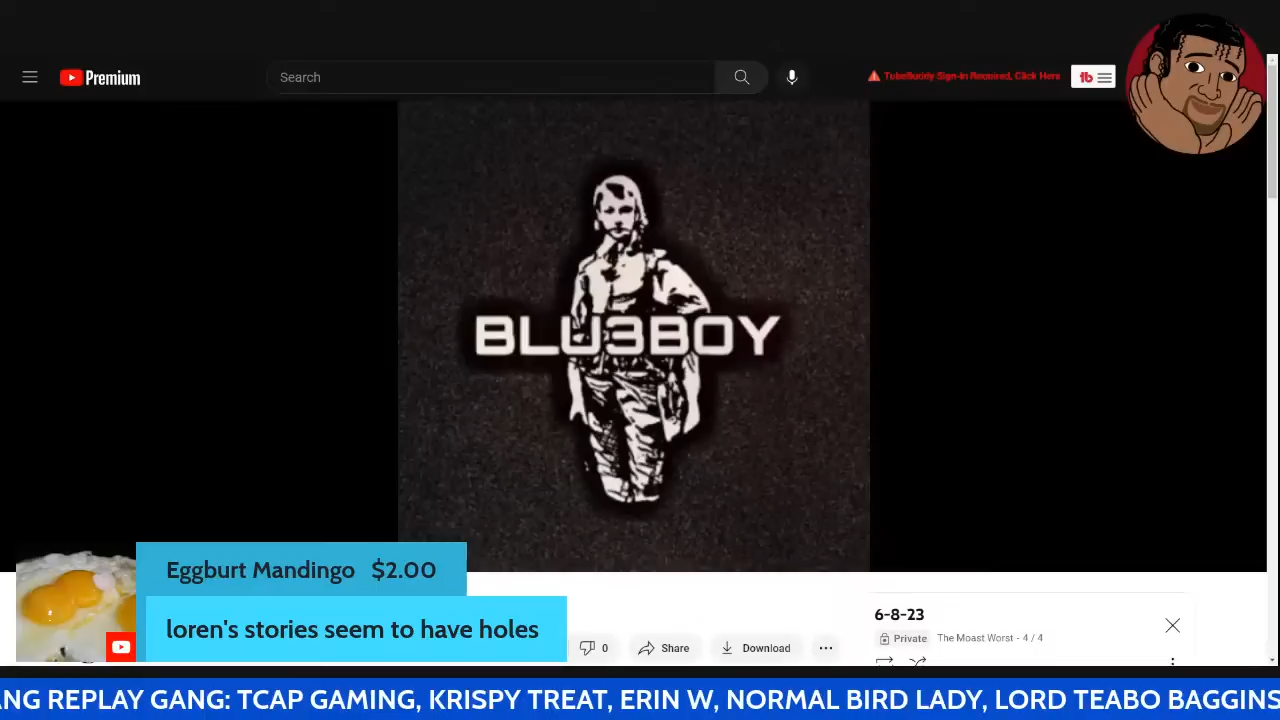 Premium
Search
TubeBuddy Sign-In Required, Click Here
tb
BLU3BOY
Eggburt Mandingo $2.00
loren's stories seem to have holes
0
Share
Download
6-8-23
Private
The Moast Worst - 4 / 4
ANG REPLAY GANG: TCAP GAMING, KRISPY TREAT, ERIN W, NORMAL BIRD LADY, LORD TEABO BAGGINS